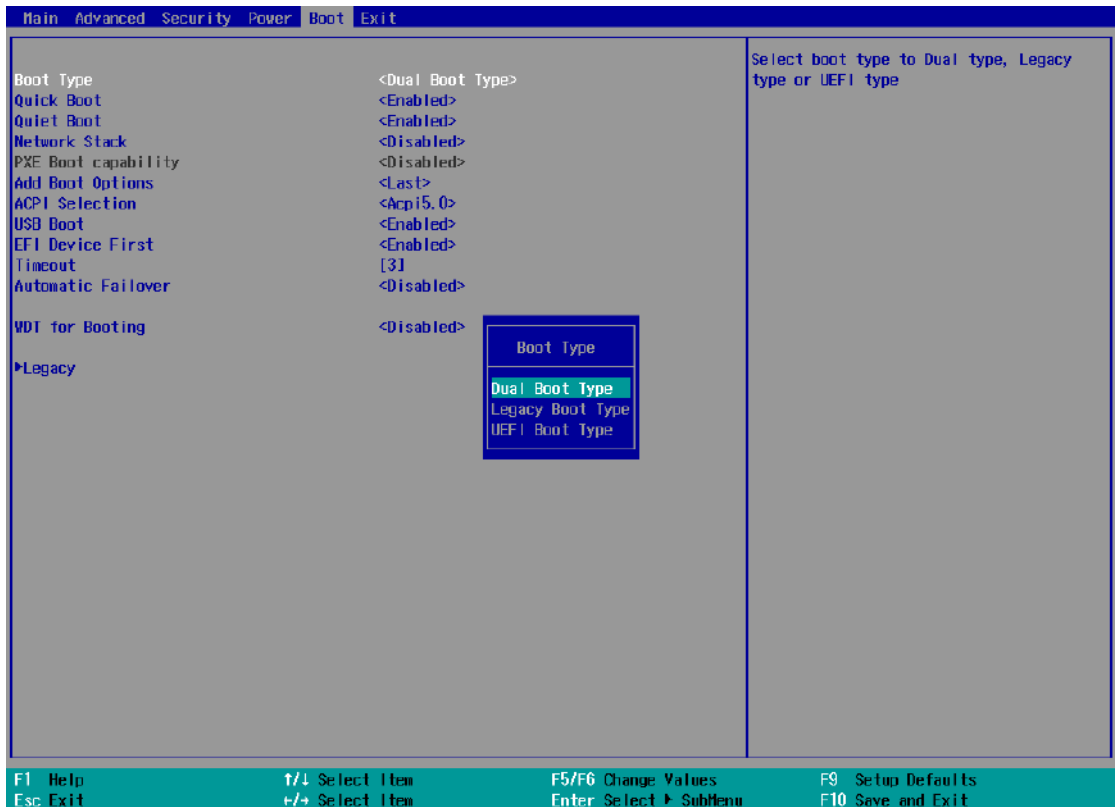 Main Advanced Security Power Boot Exit
Boot Type <Dual Boot Type>
Quick Boot <Enabled>
Quiet Boot <Enabled>
Network Stack <Disabled>
PXE Boot capability <Disabled>
Add Boot Options <Last>
ACPI Selection <Acpi5.0>
USB Boot <Enabled>
EFI Device First <Enabled>
Timeout [3]
Automatic Failover <Disabled>
WDT for Booting <Disabled>
▶Legacy
Boot Type
Dual Boot Type
Legacy Boot Type
UEFI Boot Type
Select boot type to Dual type, Legacy
type or UEFI type
F1 Help ↑/↓ Select Item F5/F6 Change Values F9 Setup Defaults
Esc Exit ←/→ Select Item Enter Select ▶ SubMenu F10 Save and Exit